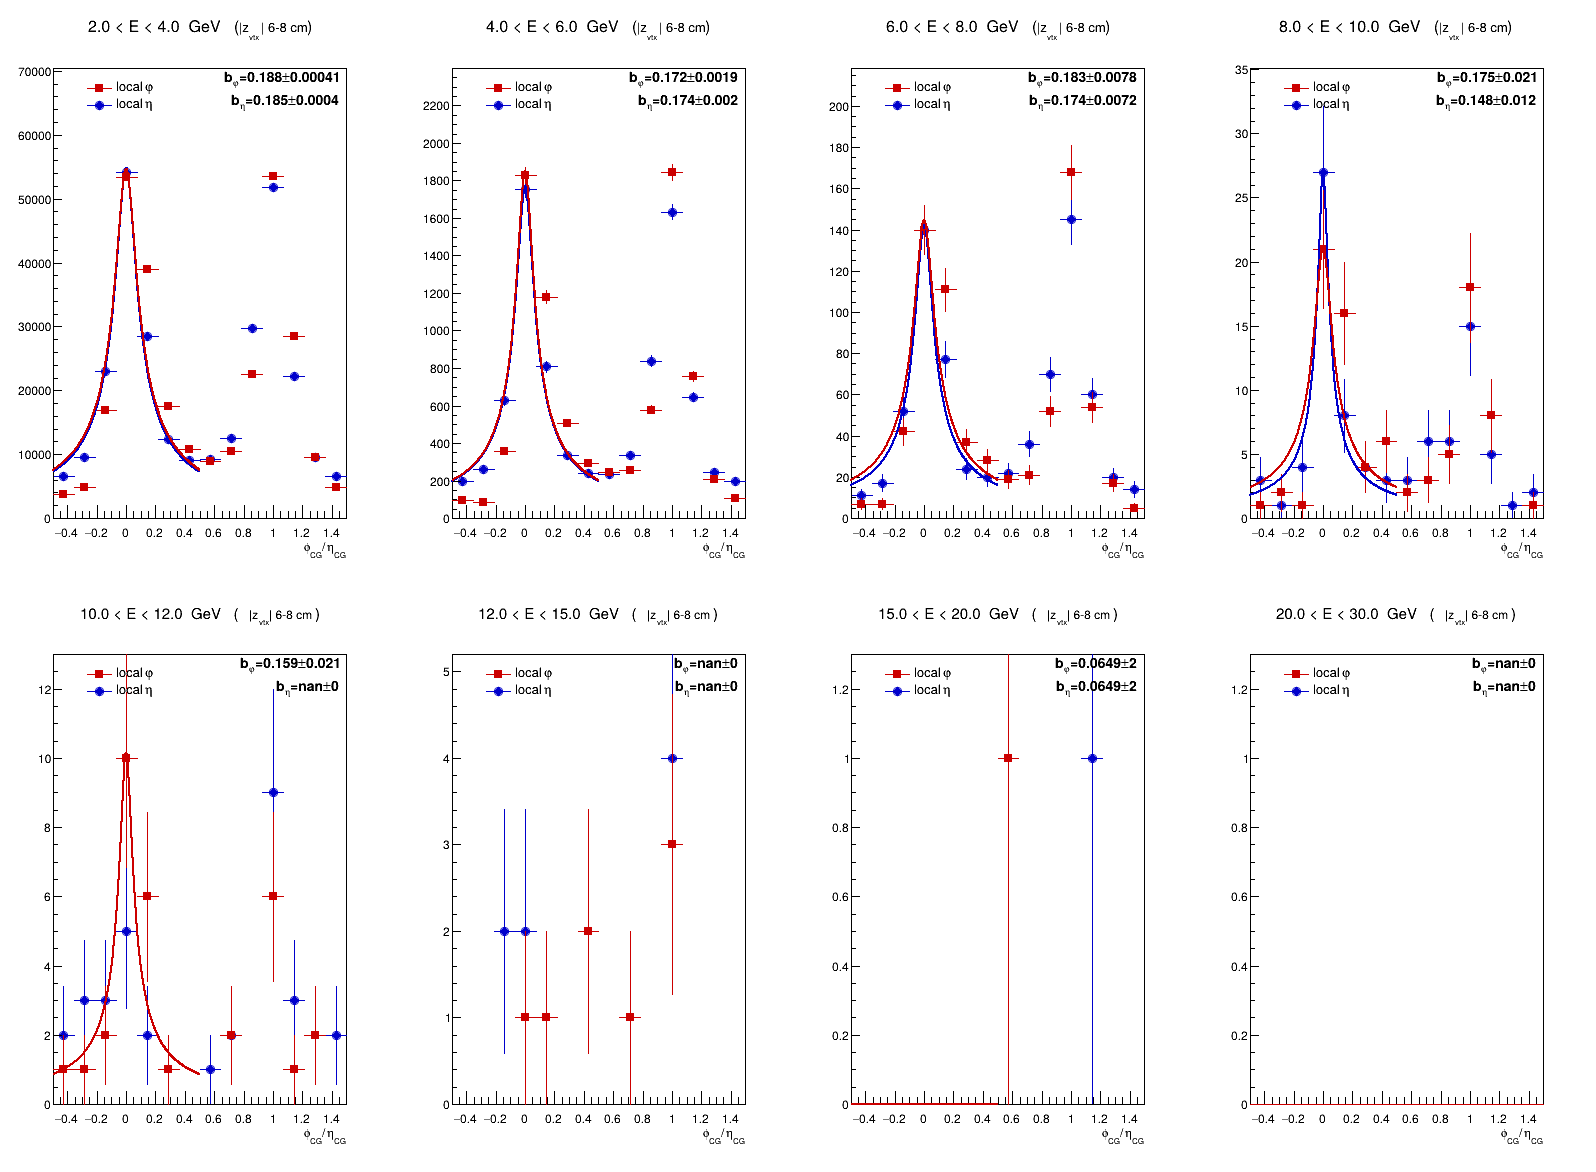 2.0 < E < 4.0 GeV (|z_vtx| 6-8 cm)
local φ
local η
b_φ=0.188±0.00041
b_η=0.185±0.0004
70000
60000
50000
40000
30000
20000
10000
0
−0.4 −0.2 0 0.2 0.4 0.6 0.8 1 1.2 1.4
ϕ_CG/η_CG
4.0 < E < 6.0 GeV (|z_vtx| 6-8 cm)
local φ
local η
b_φ=0.172±0.0019
b_η=0.174±0.002
2200
2000
1800
1600
1400
1200
1000
800
600
400
200
0
−0.4 −0.2 0 0.2 0.4 0.6 0.8 1 1.2 1.4
ϕ_CG/η_CG
6.0 < E < 8.0 GeV (|z_vtx| 6-8 cm)
local φ
local η
b_φ=0.183±0.0078
b_η=0.174±0.0072
200
180
160
140
120
100
80
60
40
20
0
−0.4 −0.2 0 0.2 0.4 0.6 0.8 1 1.2 1.4
ϕ_CG/η_CG
8.0 < E < 10.0 GeV (|z_vtx| 6-8 cm)
local φ
local η
b_φ=0.175±0.021
b_η=0.148±0.012
35
30
25
20
15
10
5
0
−0.4 −0.2 0 0.2 0.4 0.6 0.8 1 1.2 1.4
ϕ_CG/η_CG
10.0 < E < 12.0 GeV ( |z_vtx| 6-8 cm )
local φ
local η
b_φ=0.159±0.021
b_η=nan±0
12
10
8
6
4
2
0
−0.4 −0.2 0 0.2 0.4 0.6 0.8 1 1.2 1.4
ϕ_CG/η_CG
12.0 < E < 15.0 GeV ( |z_vtx| 6-8 cm )
local φ
local η
b_φ=nan±0
b_η=nan±0
5
4
3
2
1
0
−0.4 −0.2 0 0.2 0.4 0.6 0.8 1 1.2 1.4
ϕ_CG/η_CG
15.0 < E < 20.0 GeV ( |z_vtx| 6-8 cm )
local φ
local η
b_φ=0.0649±2
b_η=0.0649±2
1.2
1
0.8
0.6
0.4
0.2
0
−0.4 −0.2 0 0.2 0.4 0.6 0.8 1 1.2 1.4
ϕ_CG/η_CG
20.0 < E < 30.0 GeV ( |z_vtx| 6-8 cm )
local φ
local η
b_φ=nan±0
b_η=nan±0
1.2
1
0.8
0.6
0.4
0.2
0
−0.4 −0.2 0 0.2 0.4 0.6 0.8 1 1.2 1.4
ϕ_CG/η_CG